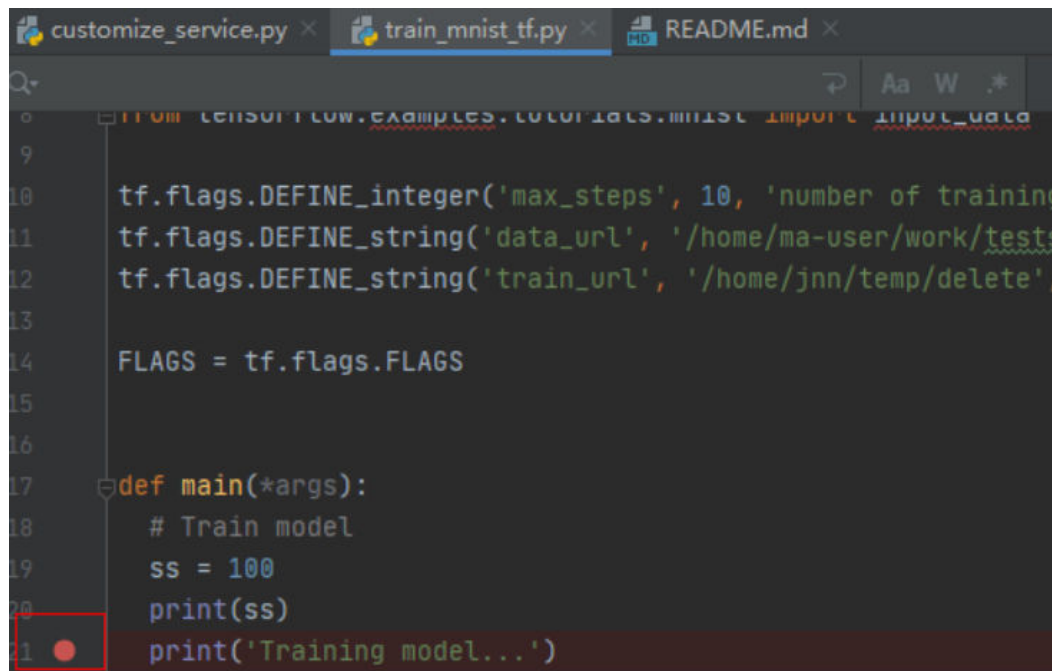 customize_service.py × train_mnist_tf.py × MD README.md ×
Aa W .*
8 from tensorflow.examples.tutorials.mnist import input_data
9
10 tf.flags.DEFINE_integer('max_steps', 10, 'number of training
11 tf.flags.DEFINE_string('data_url', '/home/ma-user/work/tests
12 tf.flags.DEFINE_string('train_url', '/home/jnn/temp/delete',
13
14 FLAGS = tf.flags.FLAGS
15
16
17 def main(*args):
18 # Train model
19 ss = 100
20 print(ss)
21 print('Training model...')